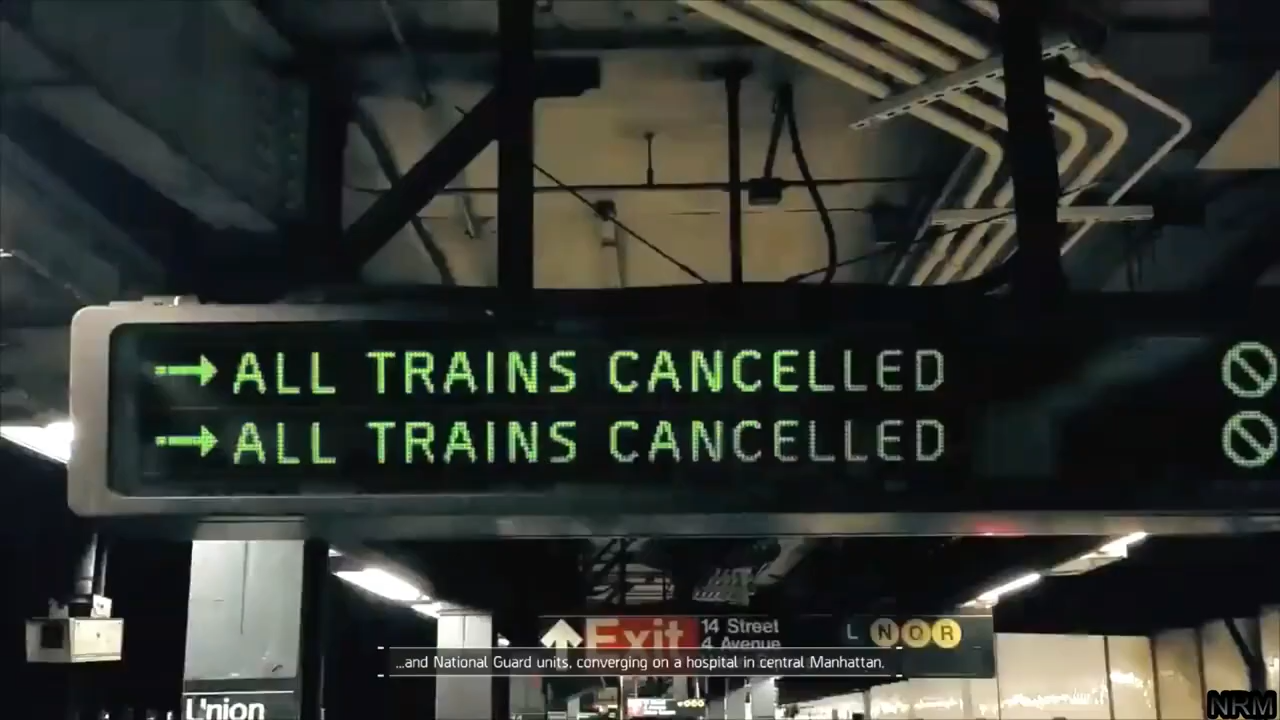 → ALL TRAINS CANCELLED
→ ALL TRAINS CANCELLED
Exit
14 Street
4 Avenue
L N Q R
...and National Guard units, converging on a hospital in central Manhattan.
Union
NRM